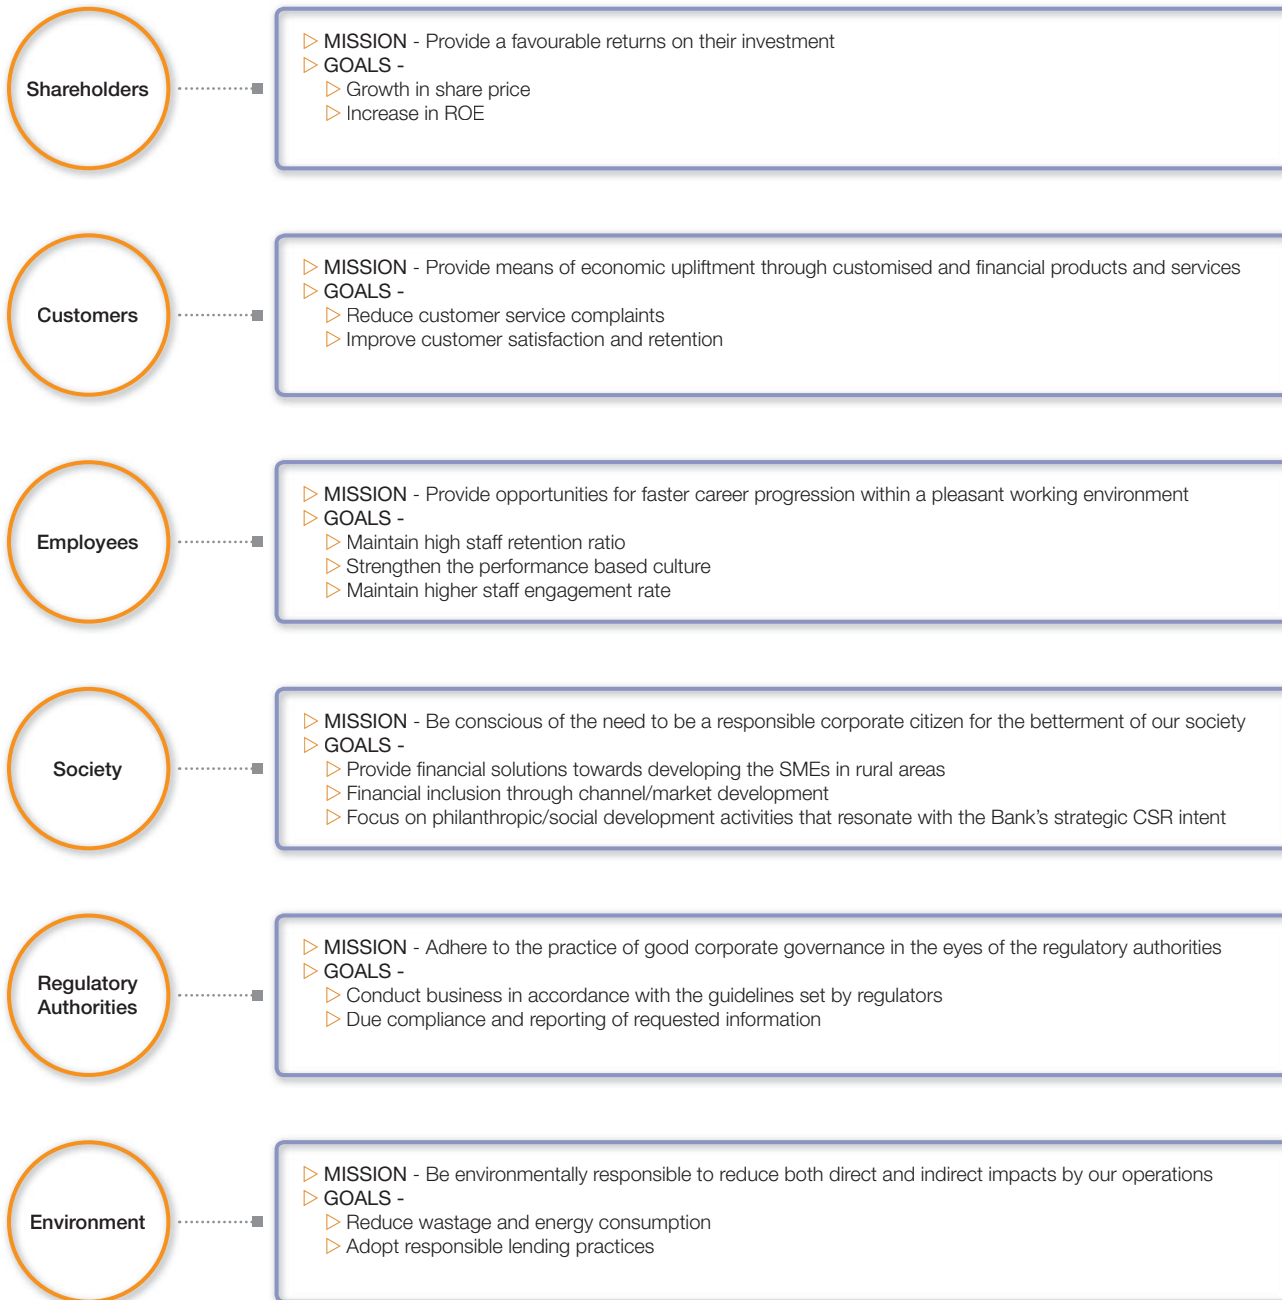 Shareholders
MISSION - Provide a favourable returns on their investment
GOALS -
Growth in share price
Increase in ROE
Customers
MISSION - Provide means of economic upliftment through customised and financial products and services
GOALS -
Reduce customer service complaints
Improve customer satisfaction and retention
Employees
MISSION - Provide opportunities for faster career progression within a pleasant working environment
GOALS -
Maintain high staff retention ratio
Strengthen the performance based culture
Maintain higher staff engagement rate
Society
MISSION - Be conscious of the need to be a responsible corporate citizen for the betterment of our society
GOALS -
Provide financial solutions towards developing the SMEs in rural areas
Financial inclusion through channel/market development
Focus on philanthropic/social development activities that resonate with the Bank's strategic CSR intent
Regulatory
Authorities
MISSION - Adhere to the practice of good corporate governance in the eyes of the regulatory authorities
GOALS -
Conduct business in accordance with the guidelines set by regulators
Due compliance and reporting of requested information
Environment
MISSION - Be environmentally responsible to reduce both direct and indirect impacts by our operations
GOALS -
Reduce wastage and energy consumption
Adopt responsible lending practices